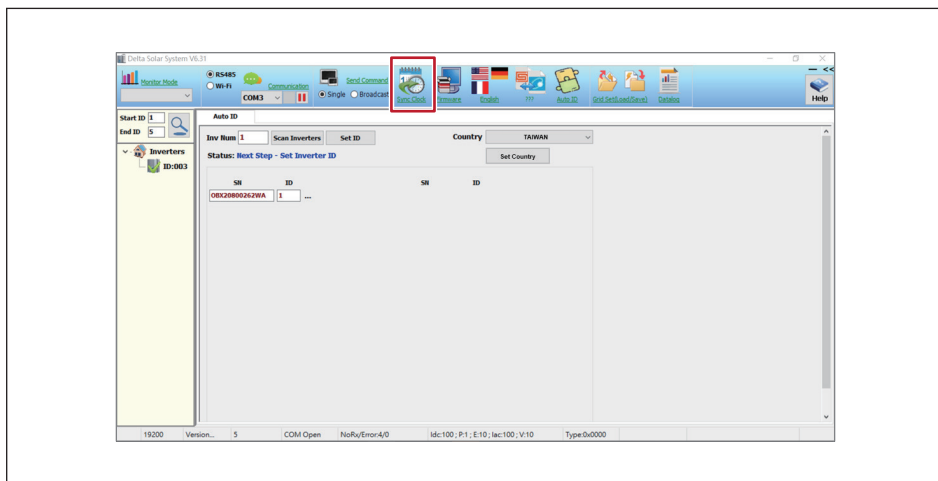 Delta Solar System V6.31
Monitor Mode
RS485
Wi-Fi
Communication
COM3
Send Command
Single Broadcast
Sync Clock
Firmware
English
Auto ID
Grid Set(Load/Save)
Datalog
<<
Help
Start ID 1
End ID 5
Inverters
ID:003
Auto ID
Inv Num 1 Scan Inverters Set ID Country TAIWAN
Status: Next Step - Set Inverter ID Set Country
SN ID SN ID
OBX20800262WA 1 ...
19200 Version... 5 COM Open NoRx/Error:4/0 Idc:100 ; P:1 ; E:10 ; Iac:100 ; V:10 Type:0x0000